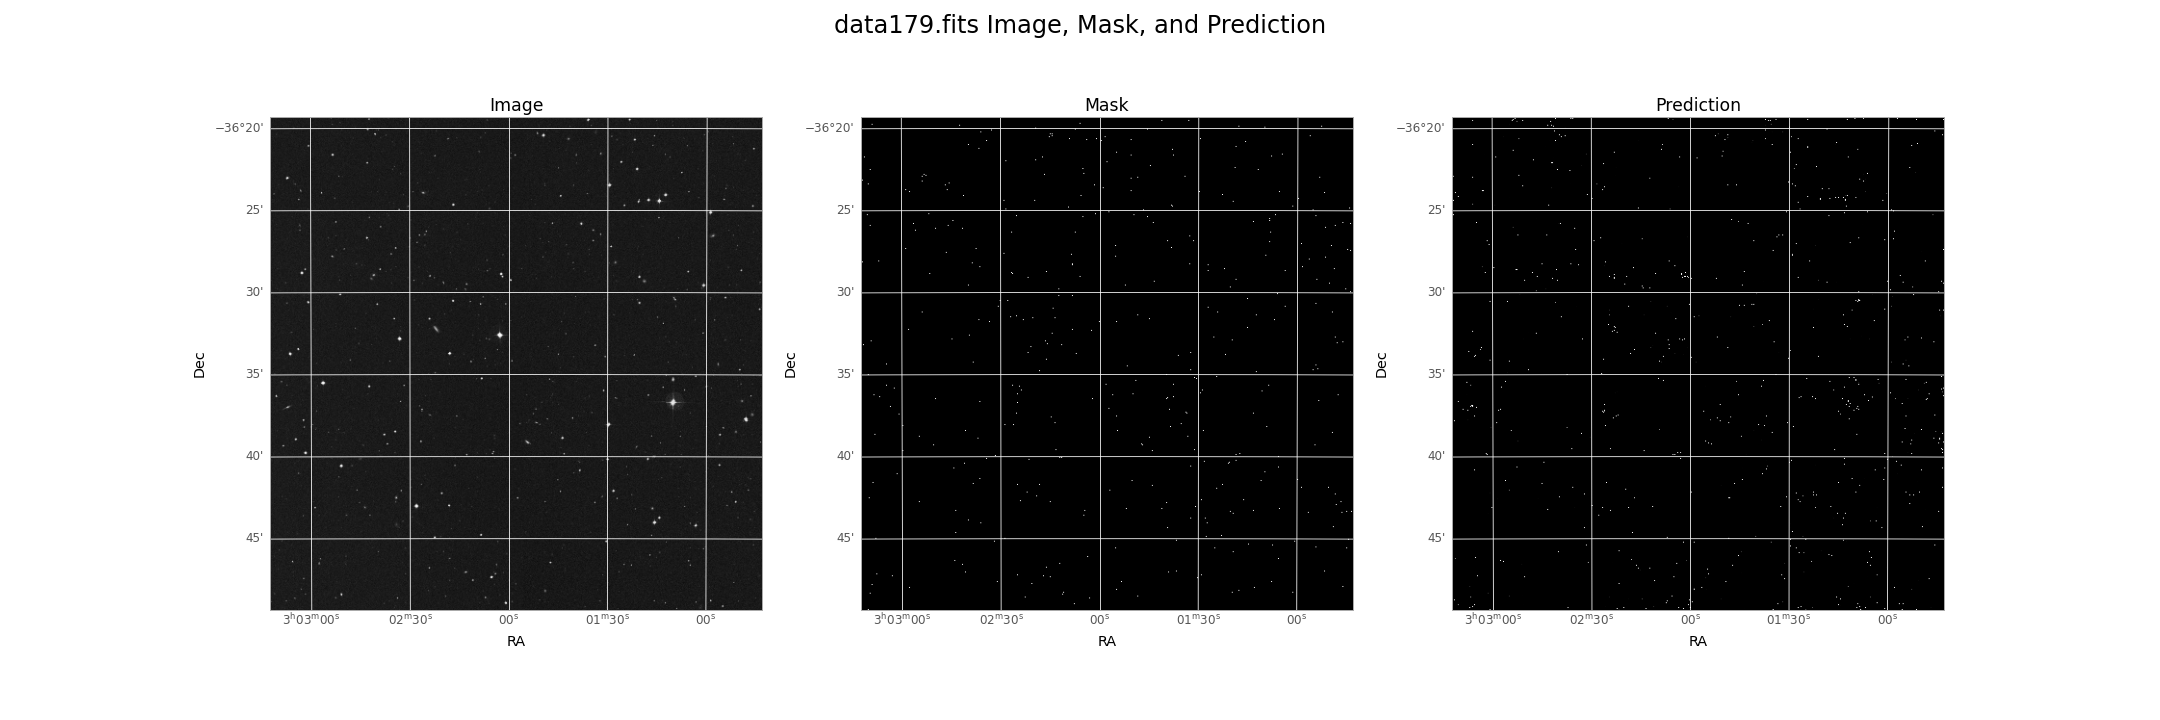 data179.fits Image, Mask, and Prediction
Image
Mask
Prediction
−36°20'
25'
30'
35'
40'
45'
Dec
3ʰ03ᵐ00ˢ 02ᵐ30ˢ 00ˢ 01ᵐ30ˢ 00ˢ
RA
−36°20'
25'
30'
35'
40'
45'
Dec
3ʰ03ᵐ00ˢ 02ᵐ30ˢ 00ˢ 01ᵐ30ˢ 00ˢ
RA
−36°20'
25'
30'
35'
40'
45'
Dec
3ʰ03ᵐ00ˢ 02ᵐ30ˢ 00ˢ 01ᵐ30ˢ 00ˢ
RA